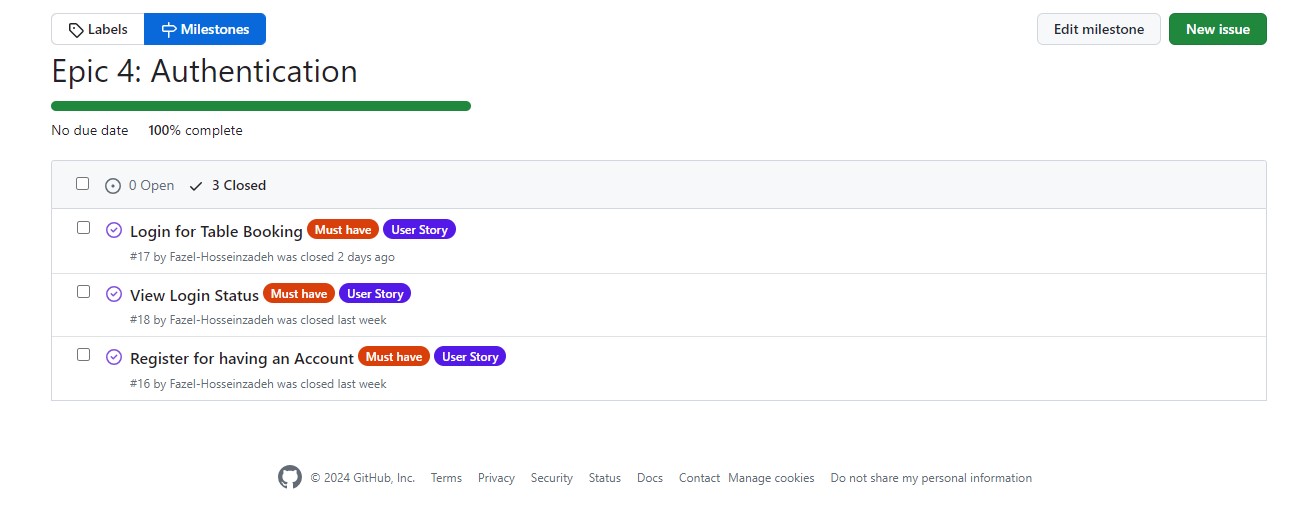 Labels Milestones Edit milestone New issue
Epic 4: Authentication
No due date 100% complete
0 Open 3 Closed
Login for Table Booking Must have User Story
#17 by Fazel-Hosseinzadeh was closed 2 days ago
View Login Status Must have User Story
#18 by Fazel-Hosseinzadeh was closed last week
Register for having an Account Must have User Story
#16 by Fazel-Hosseinzadeh was closed last week
© 2024 GitHub, Inc. Terms Privacy Security Status Docs Contact Manage cookies Do not share my personal information